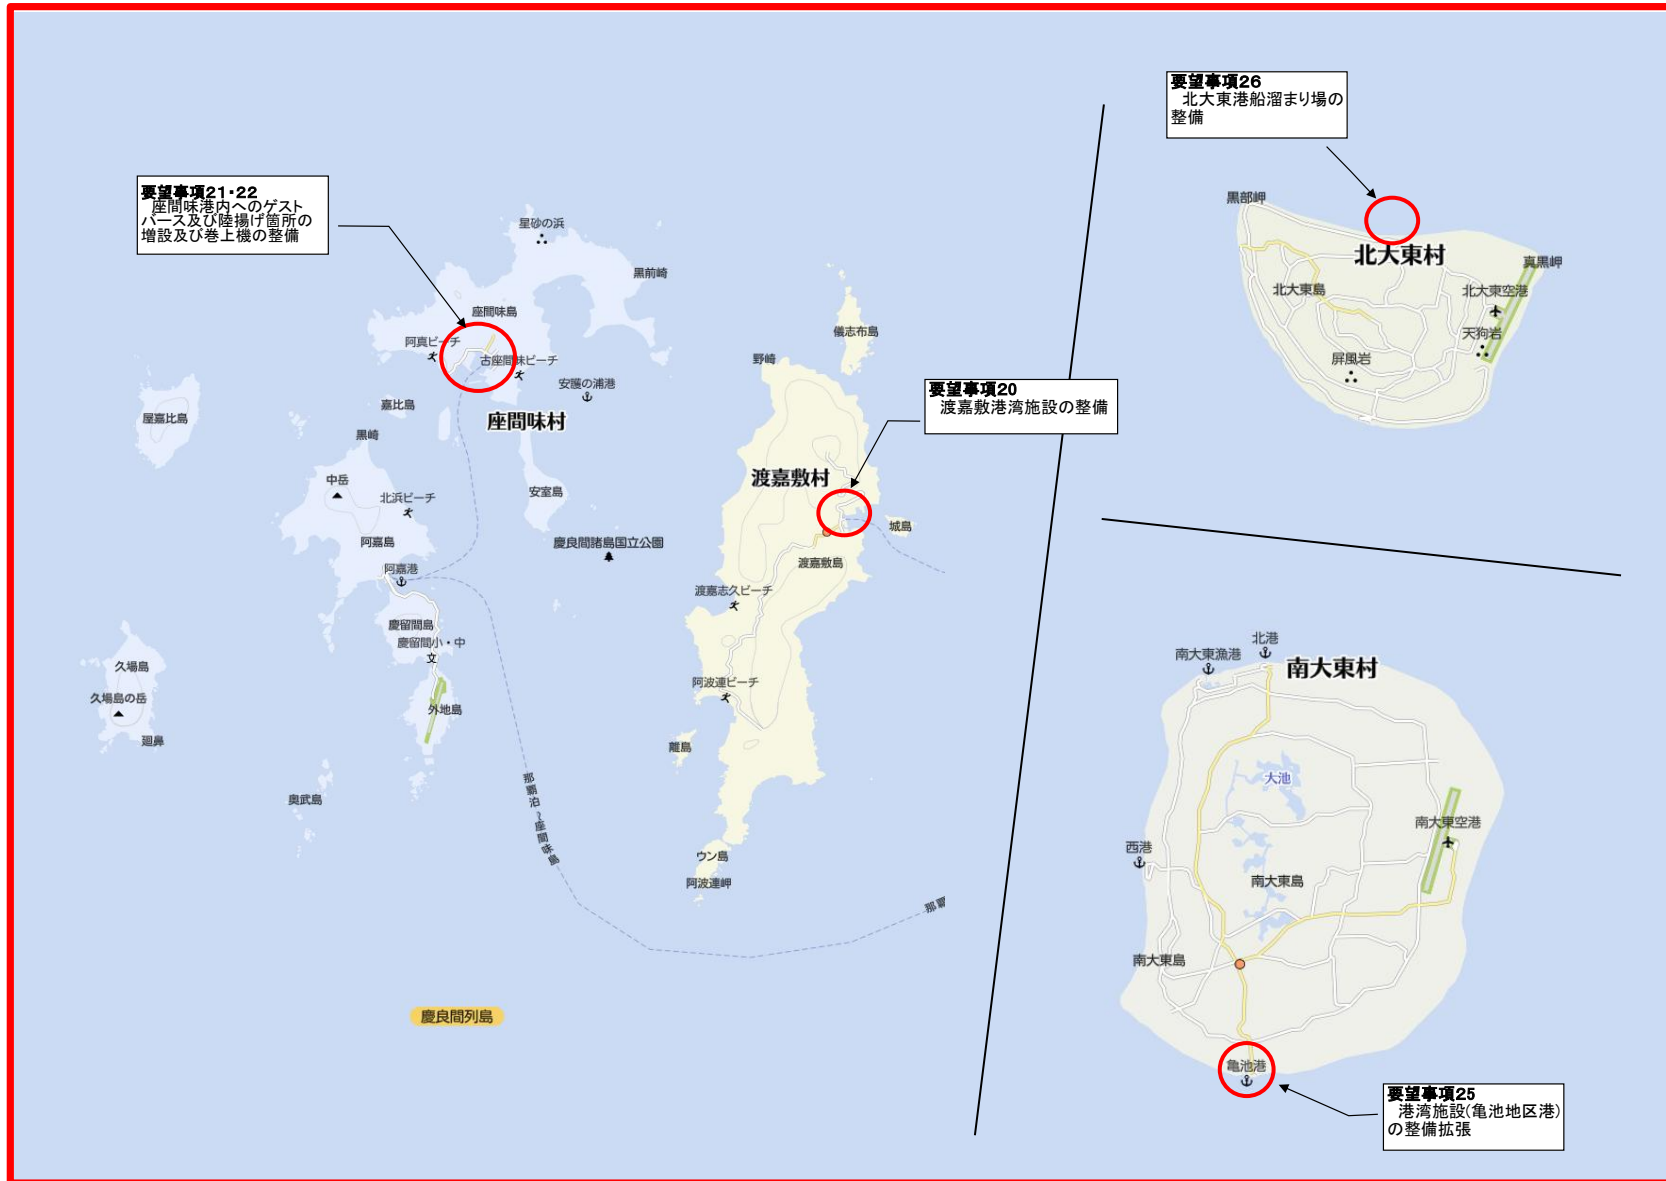 要望事項26
北大東港船溜まり場の
整備
要望事項21・22
座間味港内へのゲスト
バース及び陸揚げ箇所の
増設及び巻上機の整備
要望事項20
渡嘉敷港湾施設の整備
要望事項25
港湾施設(亀池地区港)
の整備拡張
星砂の浜
黒前崎
座間味島
阿真ビーチ
古座間味ビーチ
安護の浦港
座間味村
嘉比島
屋嘉比島
黒崎
中岳
北浜ビーチ
安室島
阿嘉島
慶良間諸島国立公園
阿嘉港
慶留間島
慶留間小・中
文
久場島
久場島の岳
廻鼻
外地島
奥武島
那覇泊~座間味島
那覇
慶良間列島
儀志布島
野崎
渡嘉敷村
城島
渡嘉敷島
渡嘉志久ビーチ
阿波連ビーチ
離島
ウン島
阿波連岬
黒部岬
北大東村
真黒岬
北大東島
北大東空港
天狗岩
屏風岩
北港
南大東漁港
南大東村
大池
南大東空港
西港
南大東島
南大東島
亀池港